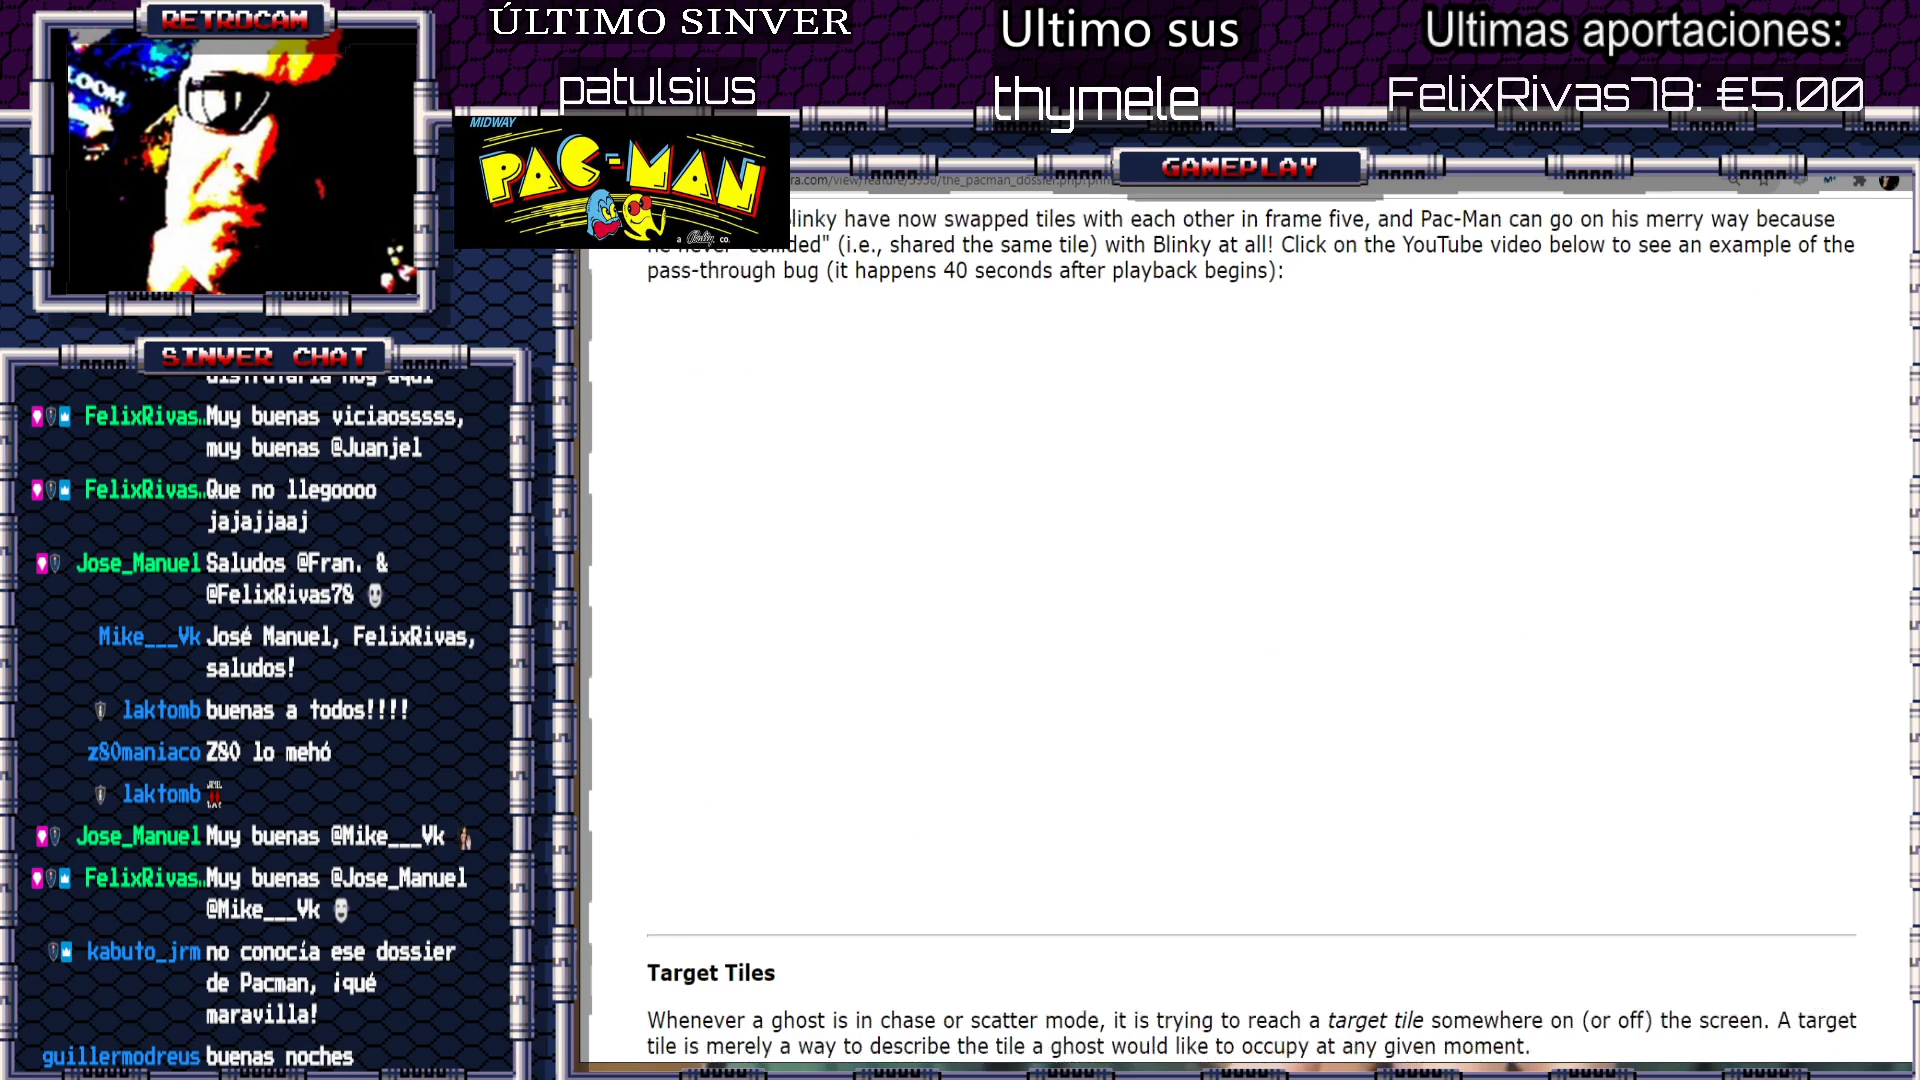 RETROCAM
ÚLTIMO SINVER
patulsius
Ultimo sus
thymele
Ultimas aportaciones:
FelixRivas78: €5.00
MIDWAY
PAC-MAN
a Bally co.
GAMEPLAY
linky have now swapped tiles with each other in frame five, and Pac-Man can go on his merry way because
he never "collided" (i.e., shared the same tile) with Blinky at all! Click on the YouTube video below to see an example of the
pass-through bug (it happens 40 seconds after playback begins):
SINVER CHAT
disfrutaria hoy aqui
FelixRivas..Muy buenas viciaosssss,
muy buenas @Juanjel
FelixRivas..Que no llegoooo
jajajjaaj
Jose_Manuel Saludos @Fran. &
@FelixRivas78
Mike___Vk José Manuel, FelixRivas,
saludos!
laktomb buenas a todos!!!!
z80maniaco Z80 lo mehó
laktomb
Jose_Manuel Muy buenas @Mike___Vk
FelixRivas..Muy buenas @Jose_Manuel
@Mike___Vk
kabuto_jrm no conocía ese dossier
de Pacman, ¡qué
maravilla!
guillermodreus buenas noches
Target Tiles
Whenever a ghost is in chase or scatter mode, it is trying to reach a target tile somewhere on (or off) the screen. A target
tile is merely a way to describe the tile a ghost would like to occupy at any given moment.